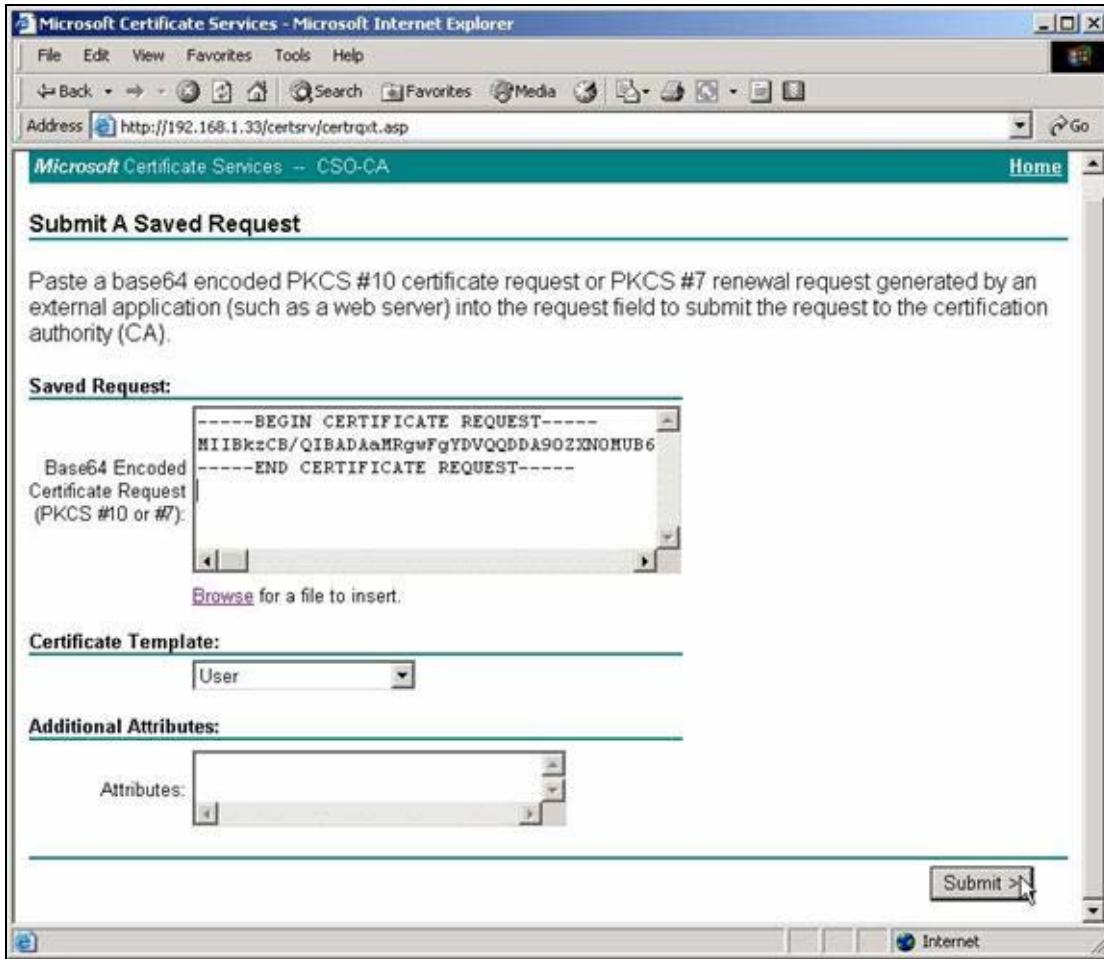 Microsoft Certificate Services - Microsoft Internet Explorer
File Edit View Favorites Tools Help
Back Search Favorites Media
Address http://192.168.1.33/certsrv/certrqxt.asp Go
Microsoft Certificate Services -- CSO-CA Home
Submit A Saved Request
Paste a base64 encoded PKCS #10 certificate request or PKCS #7 renewal request generated by an
external application (such as a web server) into the request field to submit the request to the certification
authority (CA).
Saved Request:
-----BEGIN CERTIFICATE REQUEST-----
MIIBkzCB/QIBADAaMRgwFgYDVQQDDA9OZXNOMUB6
-----END CERTIFICATE REQUEST-----
Base64 Encoded
Certificate Request
(PKCS #10 or #7):
Browse for a file to insert.
Certificate Template:
User
Additional Attributes:
Attributes:
Submit >
Internet